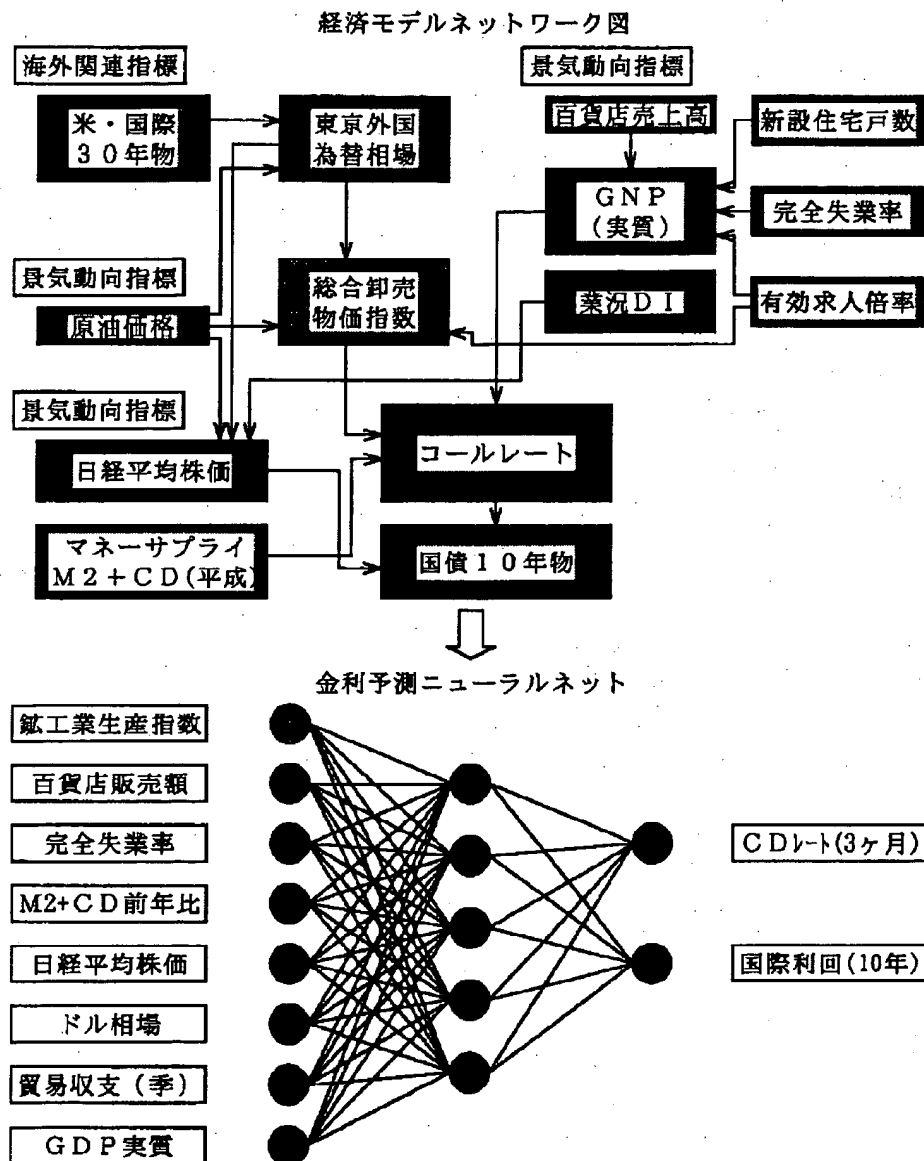 経済モデルネットワーク図
海外関連指標
景気動向指標
米・国際
30年物
東京外国
為替相場
百貨店売上高
新設住宅戸数
GNP
(実質)
完全失業率
景気動向指標
総合卸売
物価指数
業況DI
有効求人倍率
原油価格
景気動向指標
日経平均株価
コールレート
マネーサプライ
M2+CD(平成)
国債10年物
金利予測ニューラルネット
鉱工業生産指数
百貨店販売額
完全失業率
CDレート(3ヶ月)
M2+CD前年比
日経平均株価
国際利回(10年)
ドル相場
貿易収支(季)
GDP実質